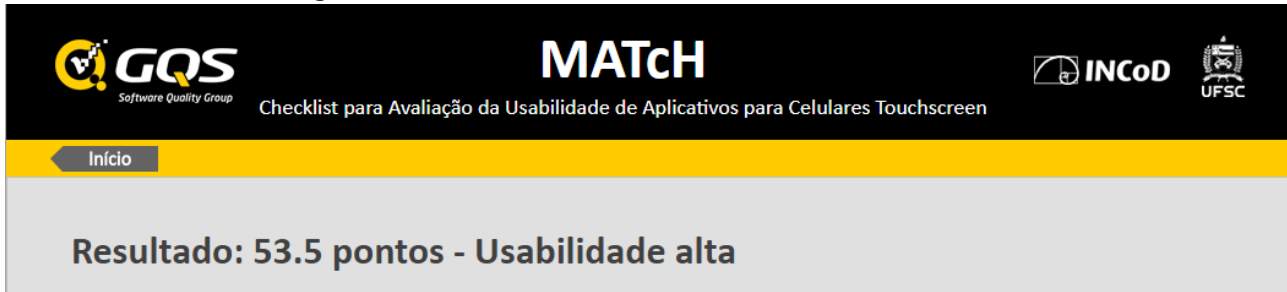 GQS
Software Quality Group
MATcH
Checklist para Avaliação da Usabilidade de Aplicativos para Celulares Touchscreen
INCoD
UFSC
Início
Resultado: 53.5 pontos - Usabilidade alta